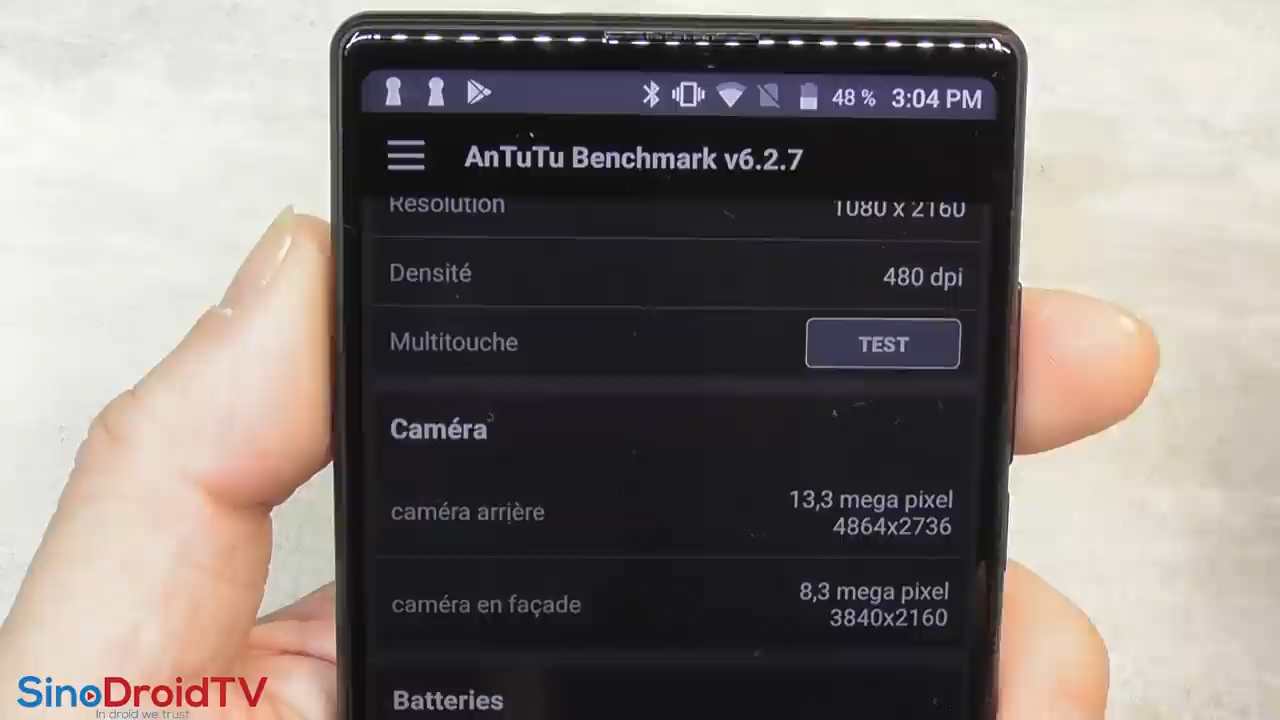 48 % 3:04 PM
AnTuTu Benchmark v6.2.7
Résolution 1080 x 2160
Densité 480 dpi
Multitouche TEST
Caméra
caméra arrière 13,3 mega pixel
4864x2736
caméra en façade 8,3 mega pixel
3840x2160
Batteries
SinoDroidTV
In droid we trust